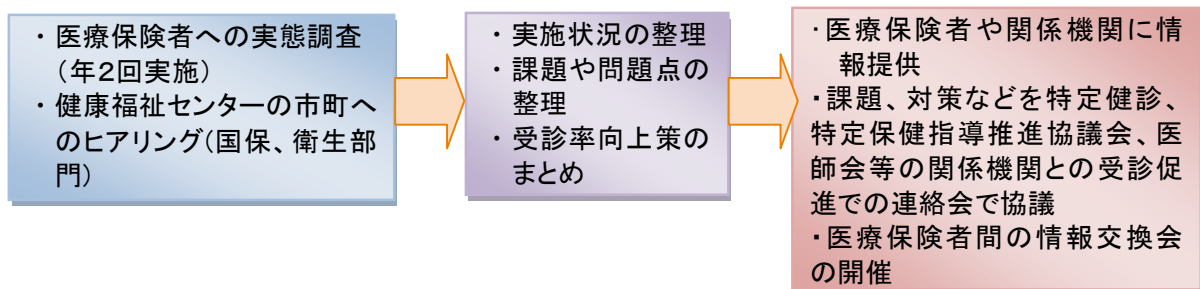 ・医療保険者への実態調査
(年2回実施)
・健康福祉センターの市町へ
のヒアリング(国保、衛生部
門)
・実施状況の整理
・課題や問題点の
整理
・受診率向上策の
まとめ
・医療保険者や関係機関に情
報提供
・課題、対策などを特定健診、
特定保健指導推進協議会、医
師会等の関係機関との受診促
進での連絡会で協議
・医療保険者間の情報交換会
の開催